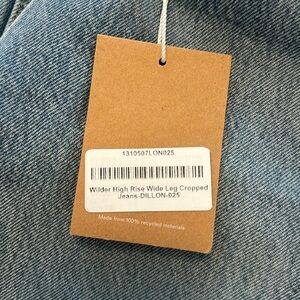 1310507LON025
Wilder High Rise Wide Leg Cropped
Jeans-DILLON-025
Made from 100% recycled materials